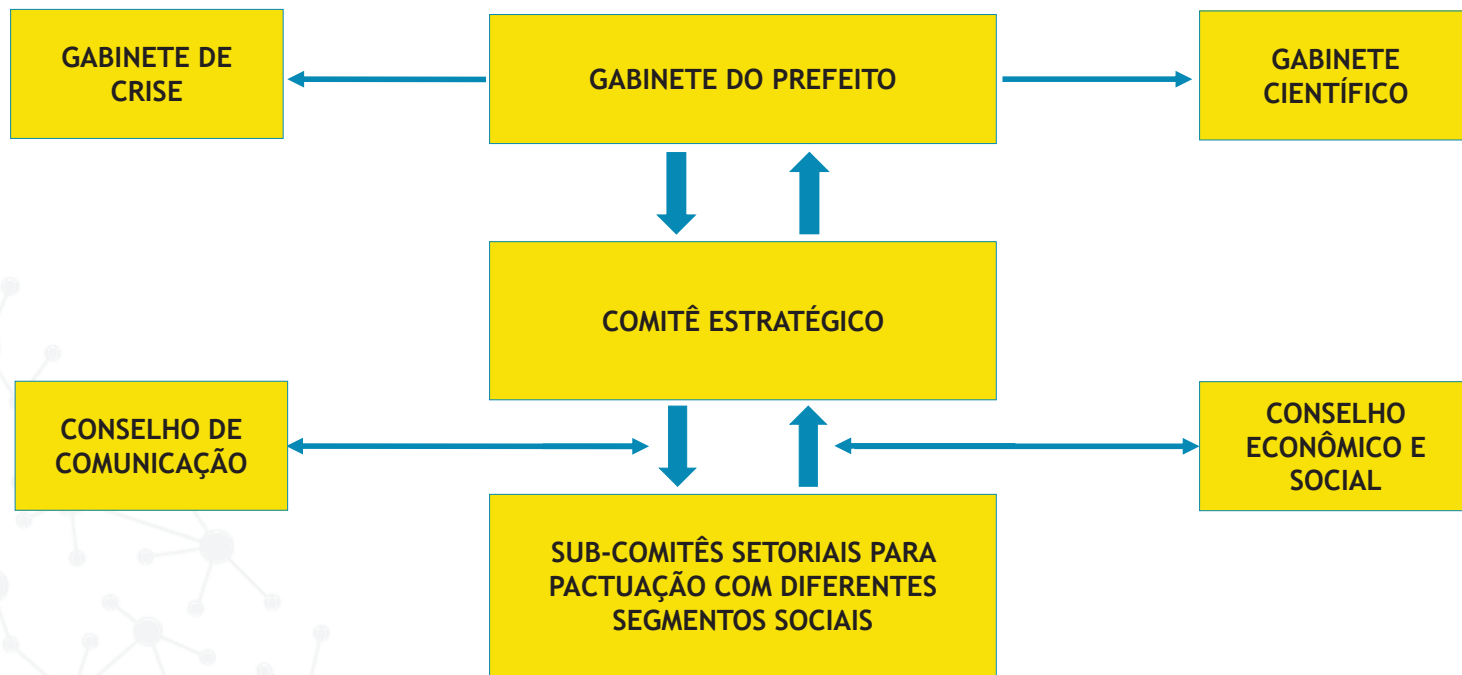 GABINETE DE
CRISE
GABINETE DO PREFEITO
GABINETE
CIENTÍFICO
COMITÊ ESTRATÉGICO
CONSELHO DE
COMUNICAÇÃO
CONSELHO
ECONÔMICO E
SOCIAL
SUB-COMITÊS SETORIAIS PARA
PACTUAÇÃO COM DIFERENTES
SEGMENTOS SOCIAIS